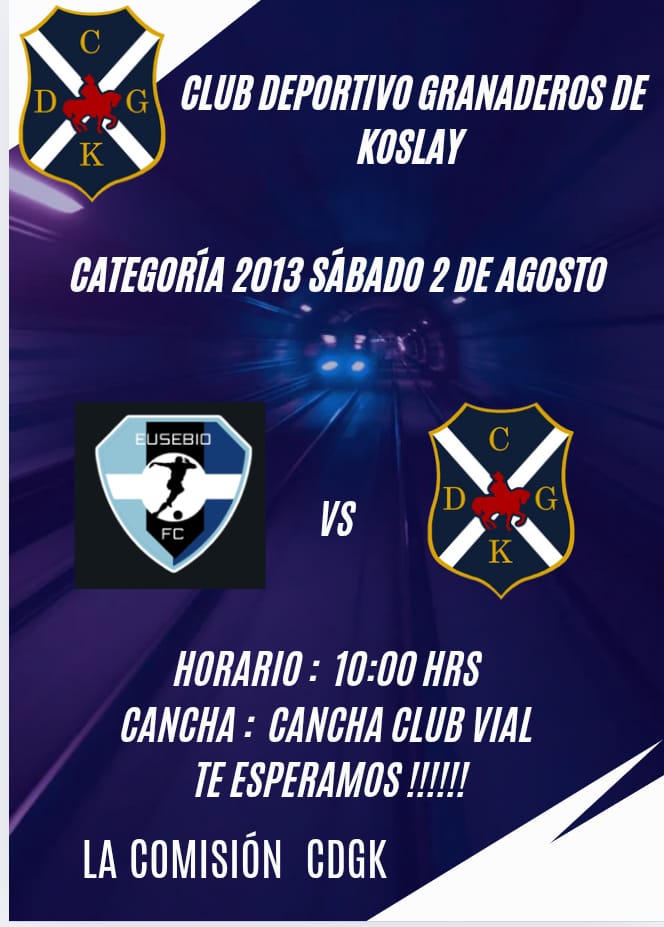 C
D G
K
CLUB DEPORTIVO GRANADEROS DE
KOSLAY
CATEGORÍA 2013 SÁBADO 2 DE AGOSTO
EUSEBIO
FC
VS
C
D G
K
HORARIO : 10:00 HRS
CANCHA : CANCHA CLUB VIAL
TE ESPERAMOS !!!!!!
LA COMISIÓN CDGK